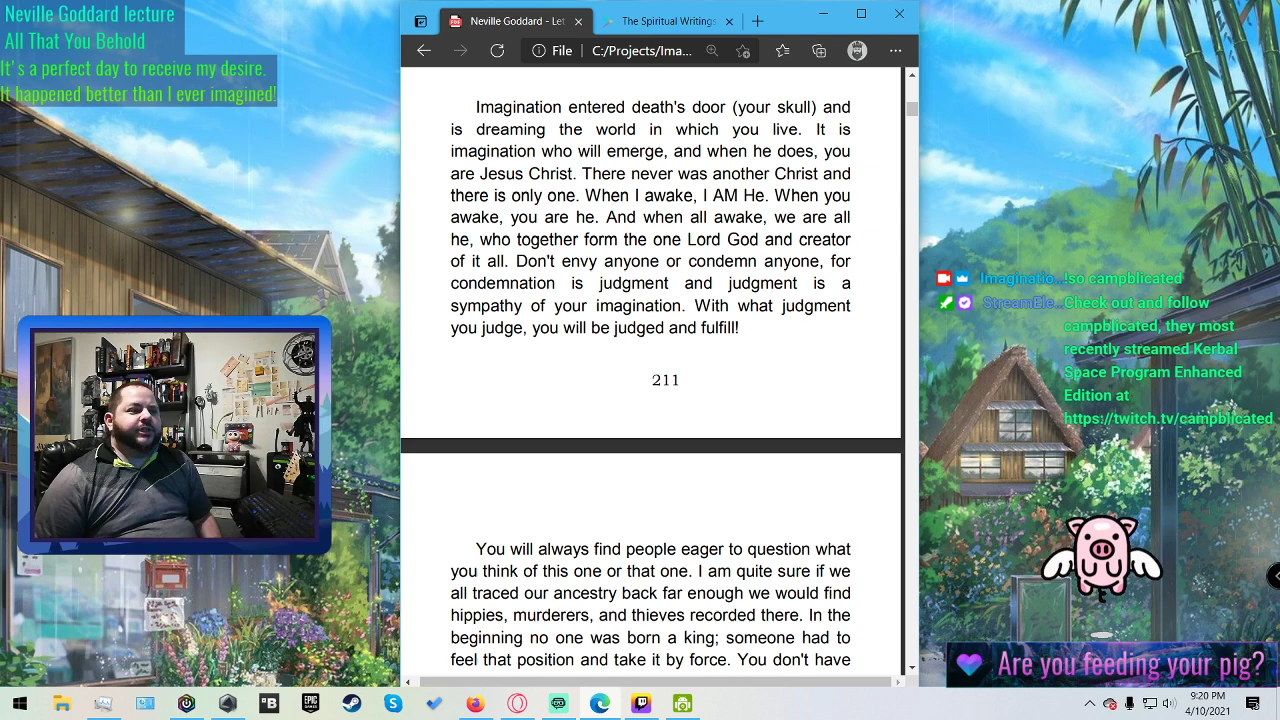 Neville Goddard lecture
All That You Behold
It's a perfect day to receive my desire.
It happened better than I ever imagined!
Neville Goddard - Let
The Spiritual Writings
File
C:/Projects/Ima...
Imagination entered death's door (your skull) and
is dreaming the world in which you live. It is
imagination who will emerge, and when he does, you
are Jesus Christ. There never was another Christ and
there is only one. When I awake, I AM He. When you
awake, you are he. And when all awake, we are all
he, who together form the one Lord God and creator
of it all. Don't envy anyone or condemn anyone, for
condemnation is judgment and judgment is a
sympathy of your imagination. With what judgment
you judge, you will be judged and fulfill!
211
You will always find people eager to question what
you think of this one or that one. I am quite sure if we
all traced our ancestry back far enough we would find
hippies, murderers, and thieves recorded there. In the
beginning no one was born a king; someone had to
feel that position and take it by force. You don't have
Imaginatio... !so campblicated
StreamEle... Check out and follow
campblicated, they most
recently streamed Kerbal
Space Program Enhanced
Edition at
https://twitch.tv/campblicated
Are you feeding your pig?
EPIC GAMES
9:20 PM
4/10/2021